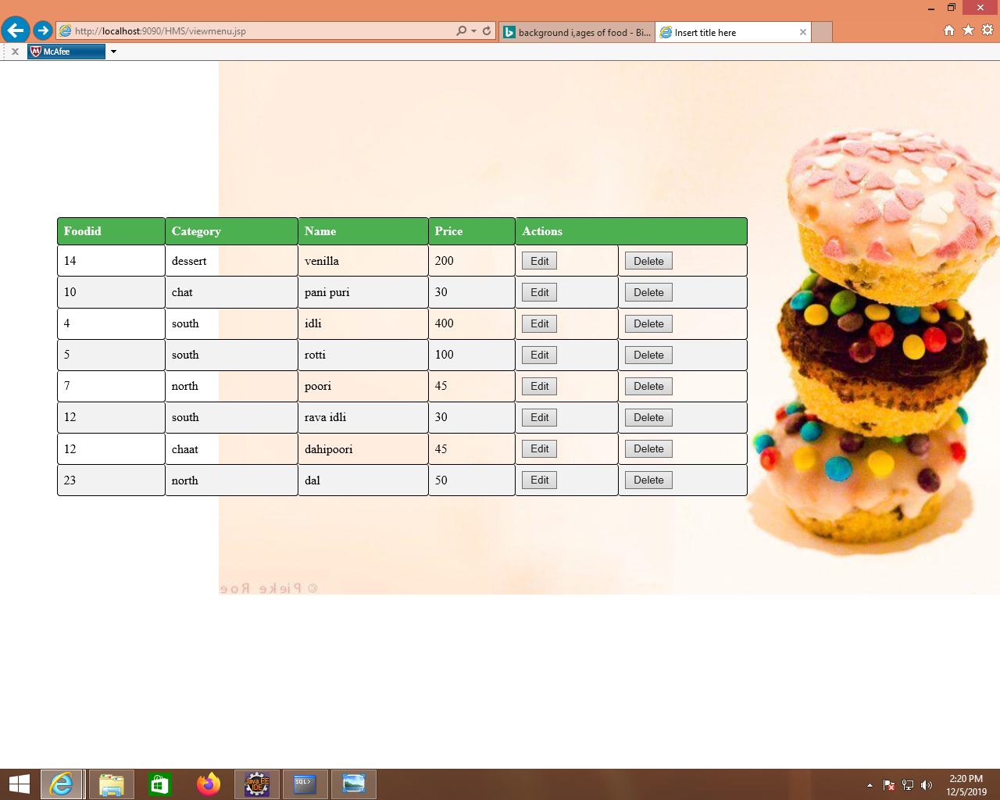 http://localhost:9090/HMS/viewmenu.jsp
background i,ages of food - Bi...
Insert title here
McAfee
Foodid Category Name Price Actions
14 dessert venilla 200 Edit Delete
10 chat pani puri 30 Edit Delete
4 south idli 400 Edit Delete
5 south rotti 100 Edit Delete
7 north poori 45 Edit Delete
12 south rava idli 30 Edit Delete
12 chaat dahipoori 45 Edit Delete
23 north dal 50 Edit Delete
© Pieke Roe
Java EE
IDE
SQL>
2:20 PM
12/5/2019